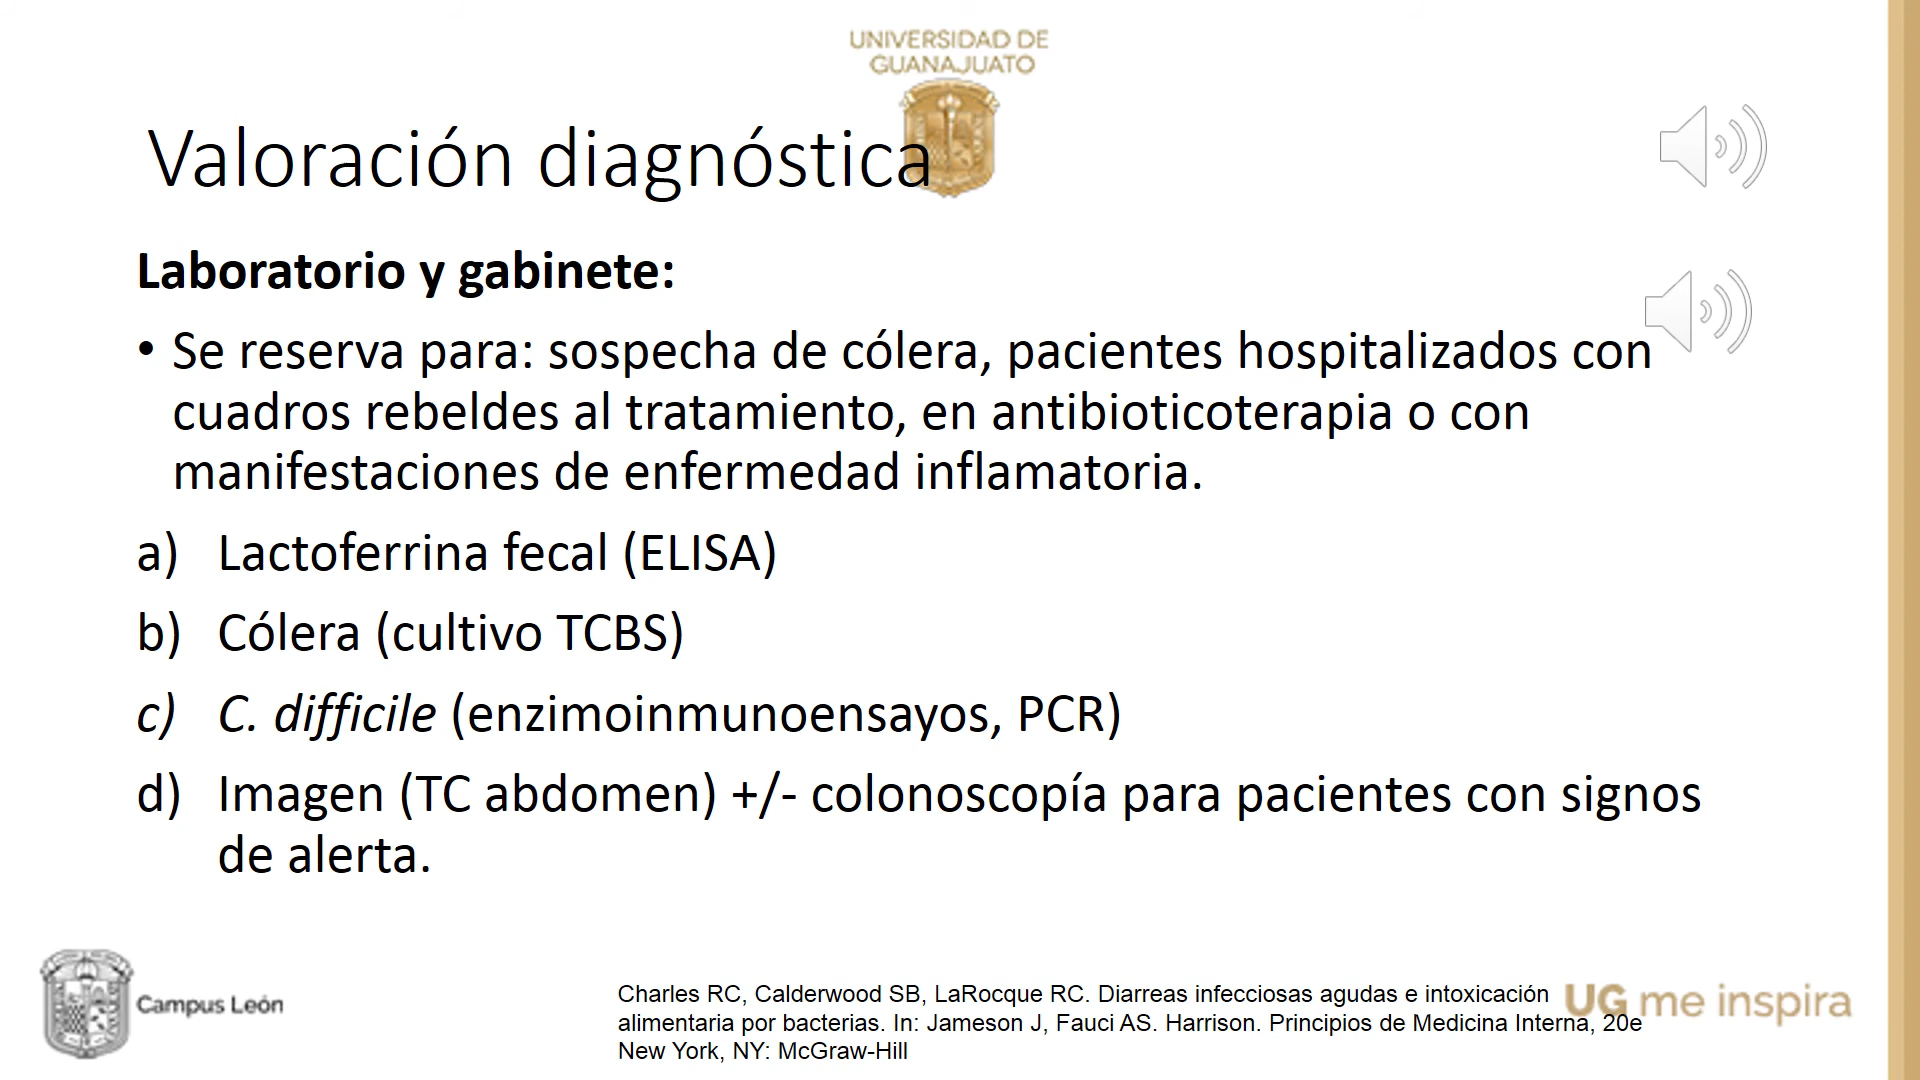 UNIVERSIDAD DE
GUANAJUATO
Valoración diagnóstica
Laboratorio y gabinete:
• Se reserva para: sospecha de cólera, pacientes hospitalizados con
cuadros rebeldes al tratamiento, en antibioticoterapia o con
manifestaciones de enfermedad inflamatoria.
a) Lactoferrina fecal (ELISA)
b) Cólera (cultivo TCBS)
c) C. difficile (enzimoinmunoensayos, PCR)
d) Imagen (TC abdomen) +/- colonoscopía para pacientes con signos
de alerta.
Campus León
Charles RC, Calderwood SB, LaRocque RC. Diarreas infecciosas agudas e intoxicación
alimentaria por bacterias. In: Jameson J, Fauci AS. Harrison. Principios de Medicina Interna, 20e
New York, NY: McGraw-Hill
UG me inspira